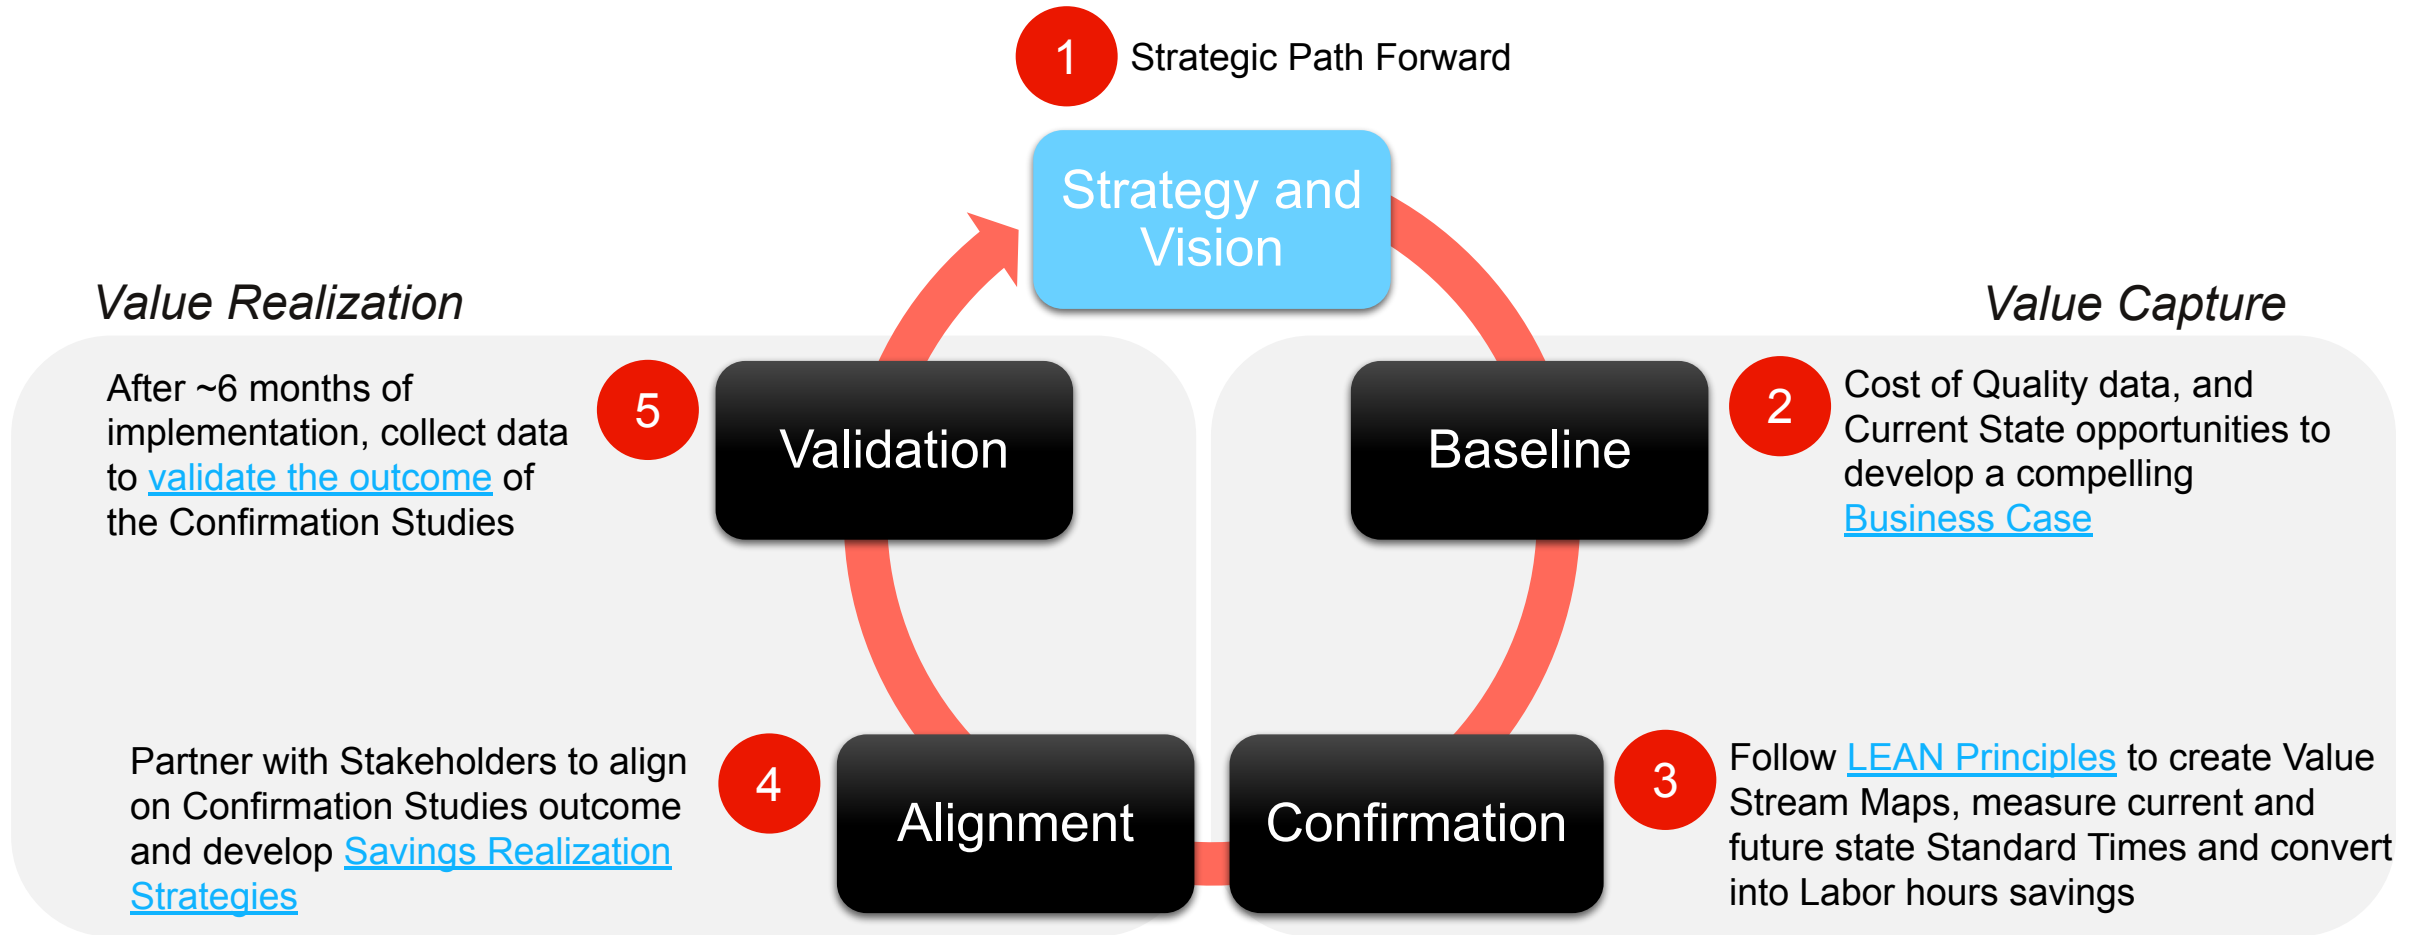 1
Strategic Path Forward
Strategy and
Vision
Value Realization
Value Capture
After ~6 months of
implementation, collect data
to validate the outcome of
the Confirmation Studies
5
Validation
Baseline
2
Cost of Quality data, and
Current State opportunities to
develop a compelling
Business Case
Partner with Stakeholders to align
on Confirmation Studies outcome
and develop Savings Realization
Strategies
4
Alignment
Confirmation
3
Follow LEAN Principles to create Value
Stream Maps, measure current and
future state Standard Times and convert
into Labor hours savings